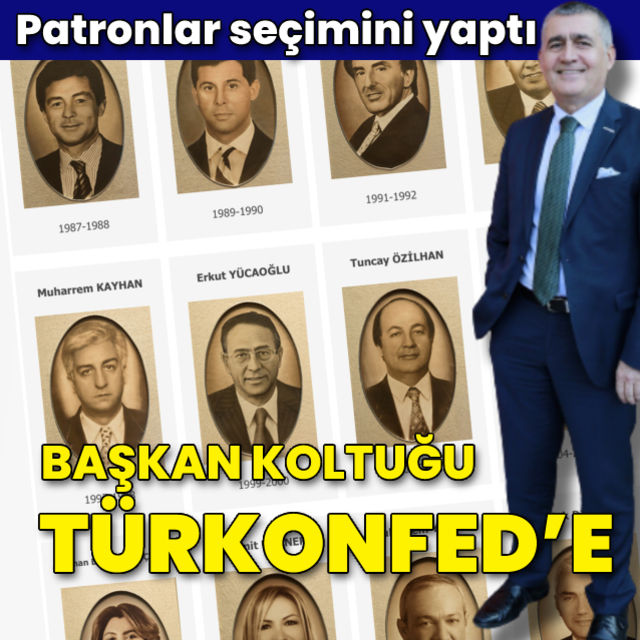 Patronlar seçimini yaptı
1987-1988
1989-1990
1991-1992
Muharrem KAYHAN
Erkut YÜCAOĞLU
Tuncay ÖZİLHAN
BAŞKAN KOLTUĞU
1999-2000
TÜRKONFED’E